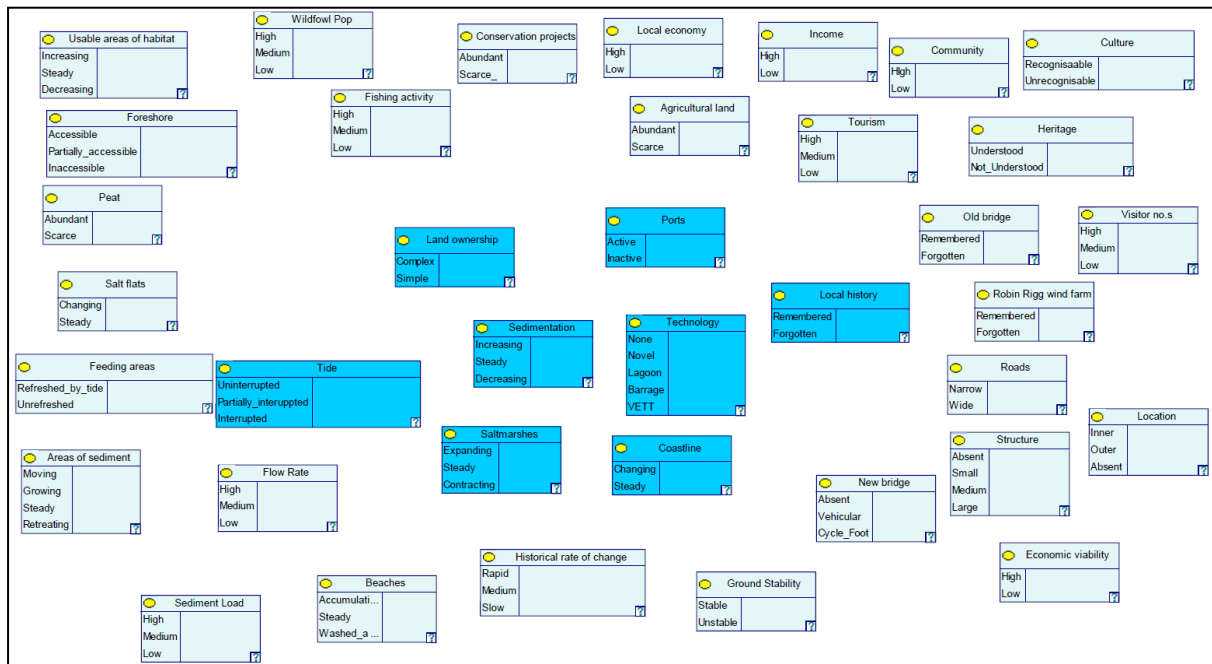 Usable areas of habitat
Increasing
Steady
Decreasing
Wildfowl Pop
High
Medium
Low
Conservation projects
Abundant
Scarce_
Local economy
High
Low
Income
High
Low
Community
HIgh
Low
Culture
Recognisaable
Unrecognisable
Foreshore
Accessible
Partially_accessible
Inaccessible
Fishing activity
High
Medium
Low
Agricultural land
Abundant
Scarce
Tourism
High
Medium
Low
Heritage
Understood
Not_Understood
Peat
Abundant
Scarce
Land ownership
Complex
Simple
Ports
Active
Inactive
Old bridge
Remembered
Forgotten
Visitor no.s
High
Medium
Low
Salt flats
Changing
Steady
Sedimentation
Increasing
Steady
Decreasing
Technology
None
Novel
Lagoon
Barrage
VETT
Local history
Remembered
Forgotten
Robin Rigg wind farm
Remembered
Forgotten
Feeding areas
Refreshed_by_tide
Unrefreshed
Tide
Uninterrupted
Partially_interuppted
Interrupted
Roads
Narrow
Wide
Location
Inner
Outer
Absent
Areas of sediment
Moving
Growing
Steady
Retreating
Flow Rate
High
Medium
Low
Saltmarshes
Expanding
Steady
Contracting
Coastline
Changing
Steady
Structure
Absent
Small
Medium
Large
New bridge
Absent
Vehicular
Cycle_Foot
Sediment Load
High
Medium
Low
Beaches
Accumulati...
Steady
Washed_a ...
Historical rate of change
Rapid
Medium
Slow
Ground Stability
Stable
Unstable
Economic viability
High
Low